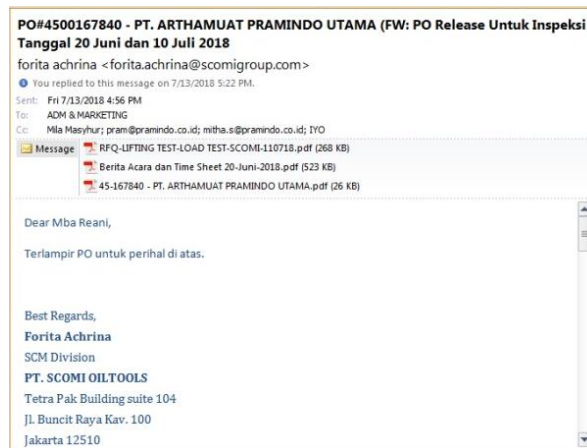 PO#4500167840 - PT. ARTHAMUAT PRAMINDO UTAMA (FW: PO Release Untuk Inspeksi
Tanggal 20 Juni dan 10 Juli 2018
forita achrina <forita.achrina@scomigroup.com>
You replied to this message on 7/13/2018 5:22 PM.
Sent: Fri 7/13/2018 4:56 PM
To: ADM & MARKETING
Cc: Mila Masyhur; pram@pramindo.co.id; mitha.s@pramindo.co.id; IYO
Message RFQ-LIFTING TEST-LOAD TEST-SCOMI-110718.pdf (268 KB)
Berita Acara dan Time Sheet 20-Juni-2018.pdf (523 KB)
45-167840 - PT. ARTHAMUAT PRAMINDO UTAMA.pdf (26 KB)
Dear Mba Reani,
Terlampir PO untuk perihal di atas.
Best Regards,
Forita Achrina
SCM Division
PT. SCOMI OILTOOLS
Tetra Pak Building suite 104
Jl. Buncit Raya Kav. 100
Jakarta 12510